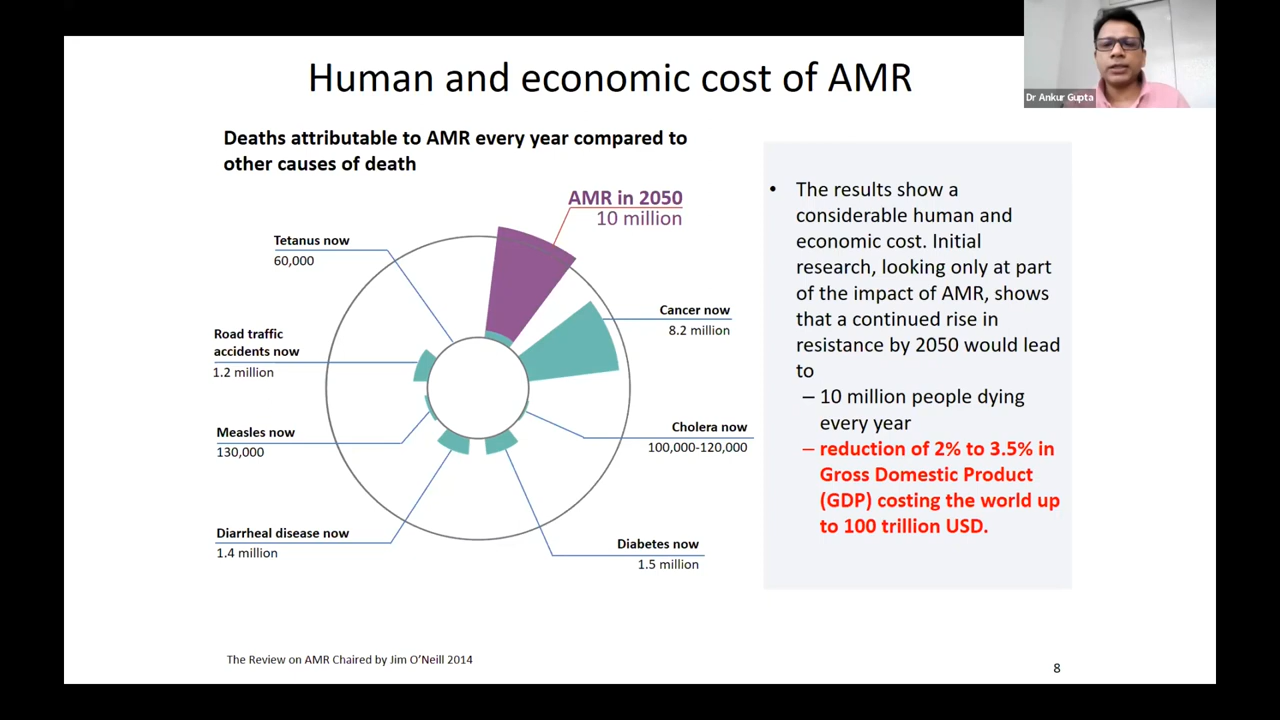 Human and economic cost of AMR
Dr Ankur Gupta
Deaths attributable to AMR every year compared to
other causes of death
AMR in 2050
10 million
Tetanus now
60,000
Cancer now
8.2 million
Road traffic
accidents now
1.2 million
Measles now
130,000
Cholera now
100,000-120,000
Diarrheal disease now
1.4 million
Diabetes now
1.5 million
• The results show a
considerable human and
economic cost. Initial
research, looking only at part
of the impact of AMR, shows
that a continued rise in
resistance by 2050 would lead
to
– 10 million people dying
every year
– reduction of 2% to 3.5% in
Gross Domestic Product
(GDP) costing the world up
to 100 trillion USD.
The Review on AMR Chaired by Jim O’Neill 2014
8